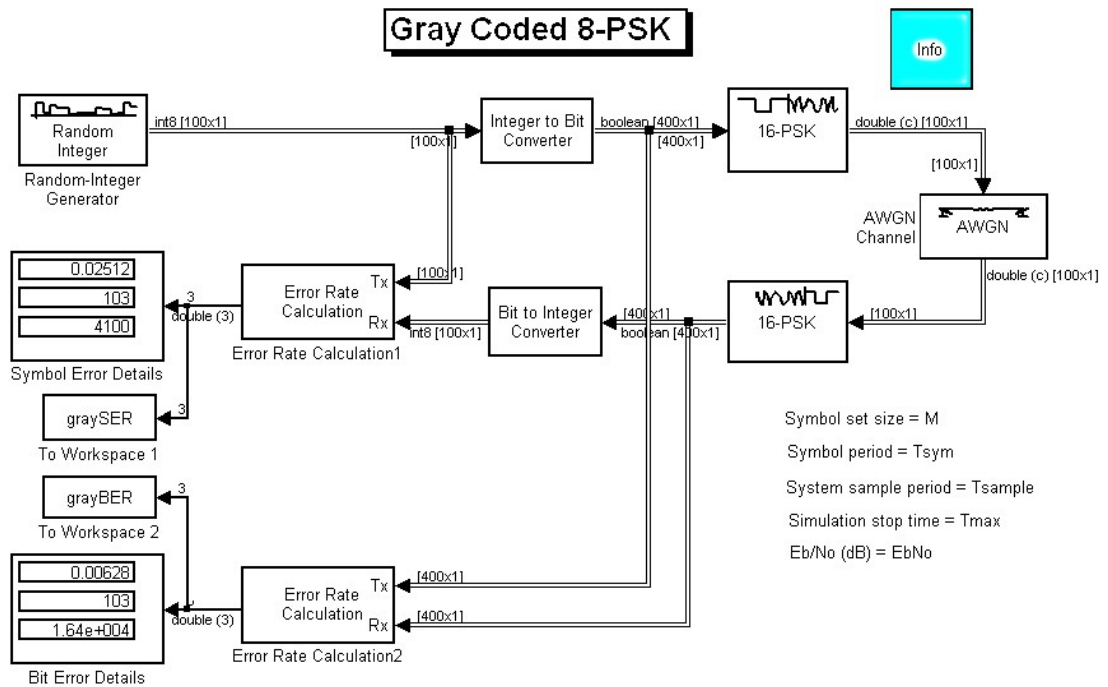 Gray Coded 8-PSK
Info
Random
Integer
Random-Integer
Generator
int8 [100x1]
[100x1]
Integer to Bit
Converter
boolean [400x1]
[400x1]
16-PSK
double (c) [100x1]
[100x1]
AWGN
Channel
AWGN
double (c) [100x1]
0.02512
103
4100
Symbol Error Details
3
double (3)
Error Rate
Calculation
Tx
Rx
Error Rate Calculation1
[100x1]
int8 [100x1]
Bit to Integer
Converter
[400x1]
boolean [400x1]
16-PSK
[100x1]
graySER
3
To Workspace 1
grayBER
3
To Workspace 2
Symbol set size = M
Symbol period = Tsym
System sample period = Tsample
Simulation stop time = Tmax
Eb/No (dB) = EbNo
0.00628
103
1.64e+004
Bit Error Details
double (3)
Error Rate
Calculation
Tx
Rx
Error Rate Calculation2
[400x1]
[400x1]